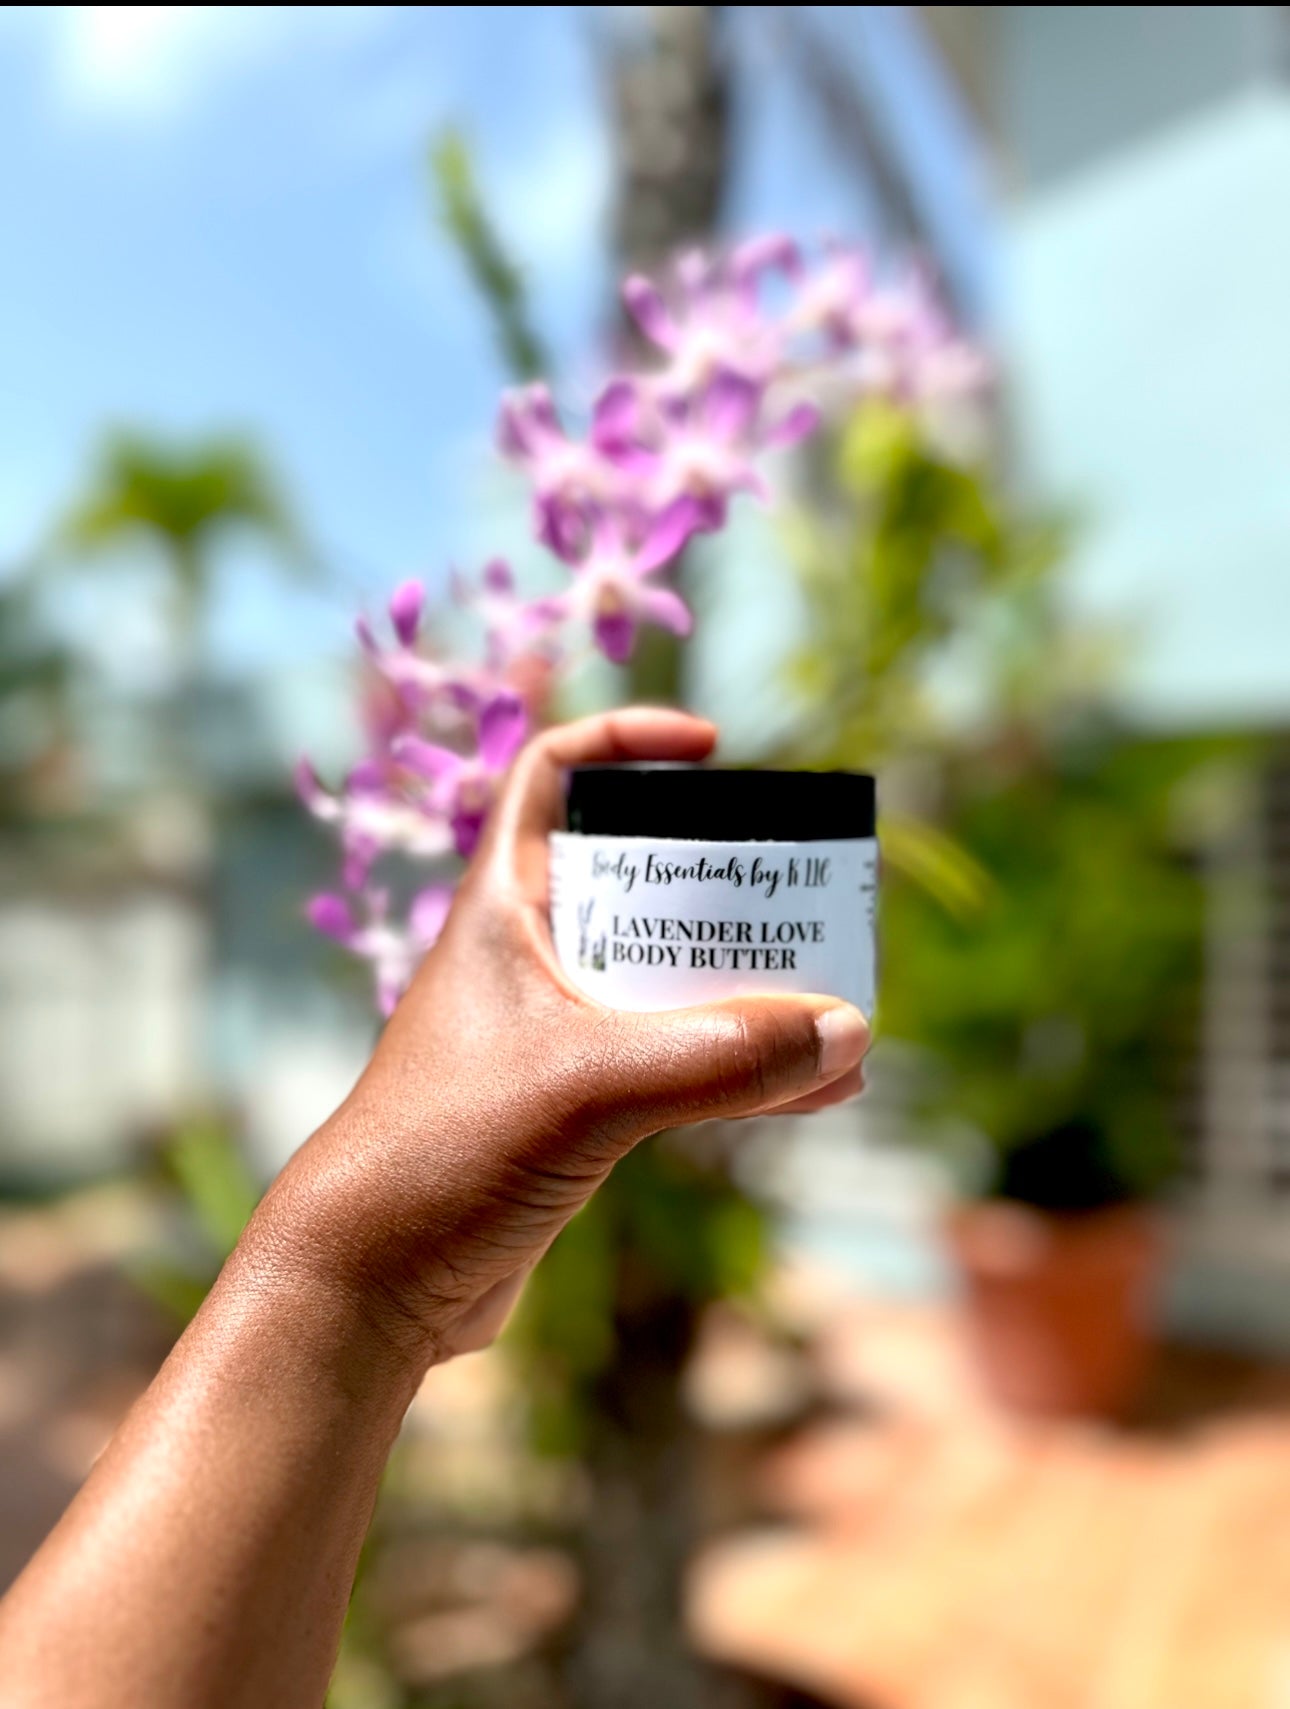 Body Essentials by K LLC
LAVENDER LOVE
BODY BUTTER